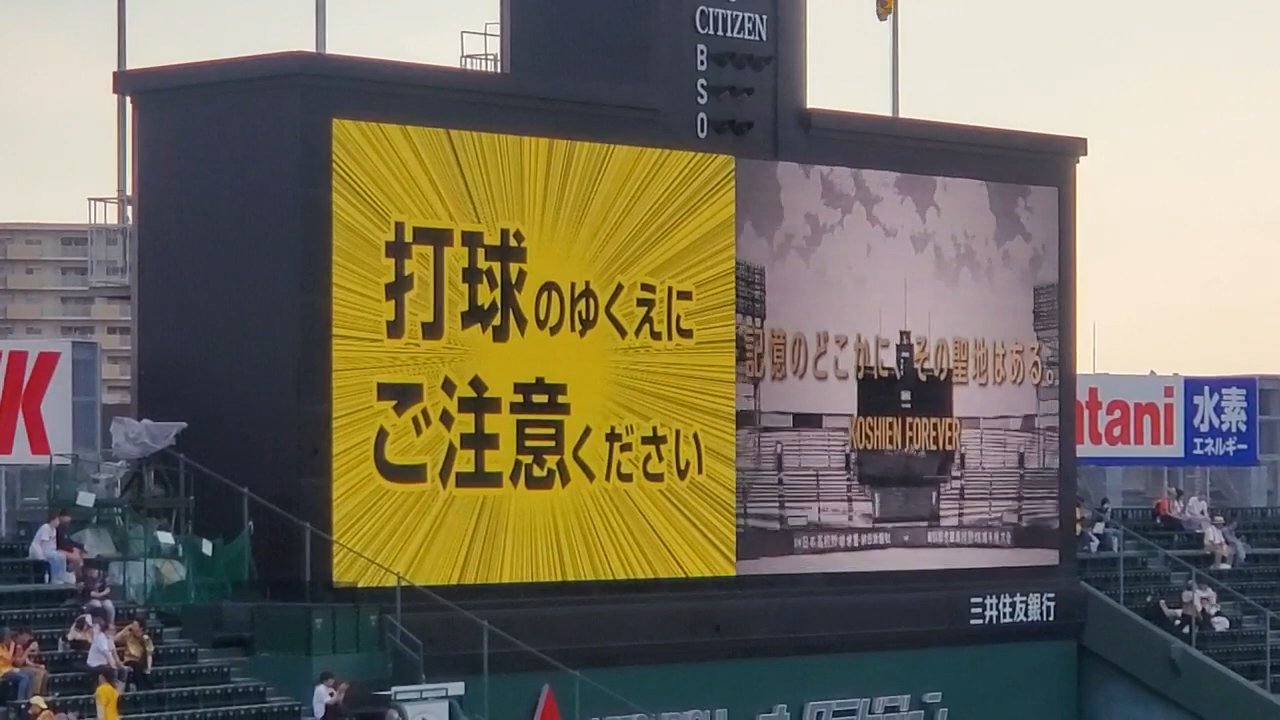 CITIZEN
B
S
O
打球のゆくえに
ご注意ください
記憶のどこかに、その聖地はある。
KOSHIEN FOREVER
K
atani
水素
エネルギー
三井住友銀行